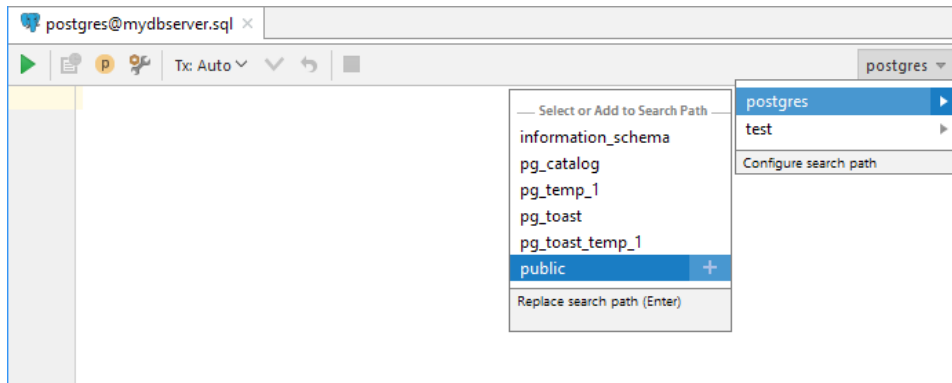 postgres@mydbserver.sql
p Tx: Auto postgres
Select or Add to Search Path
information_schema
pg_catalog
pg_temp_1
pg_toast
pg_toast_temp_1
public
Replace search path (Enter)
postgres
test
Configure search path